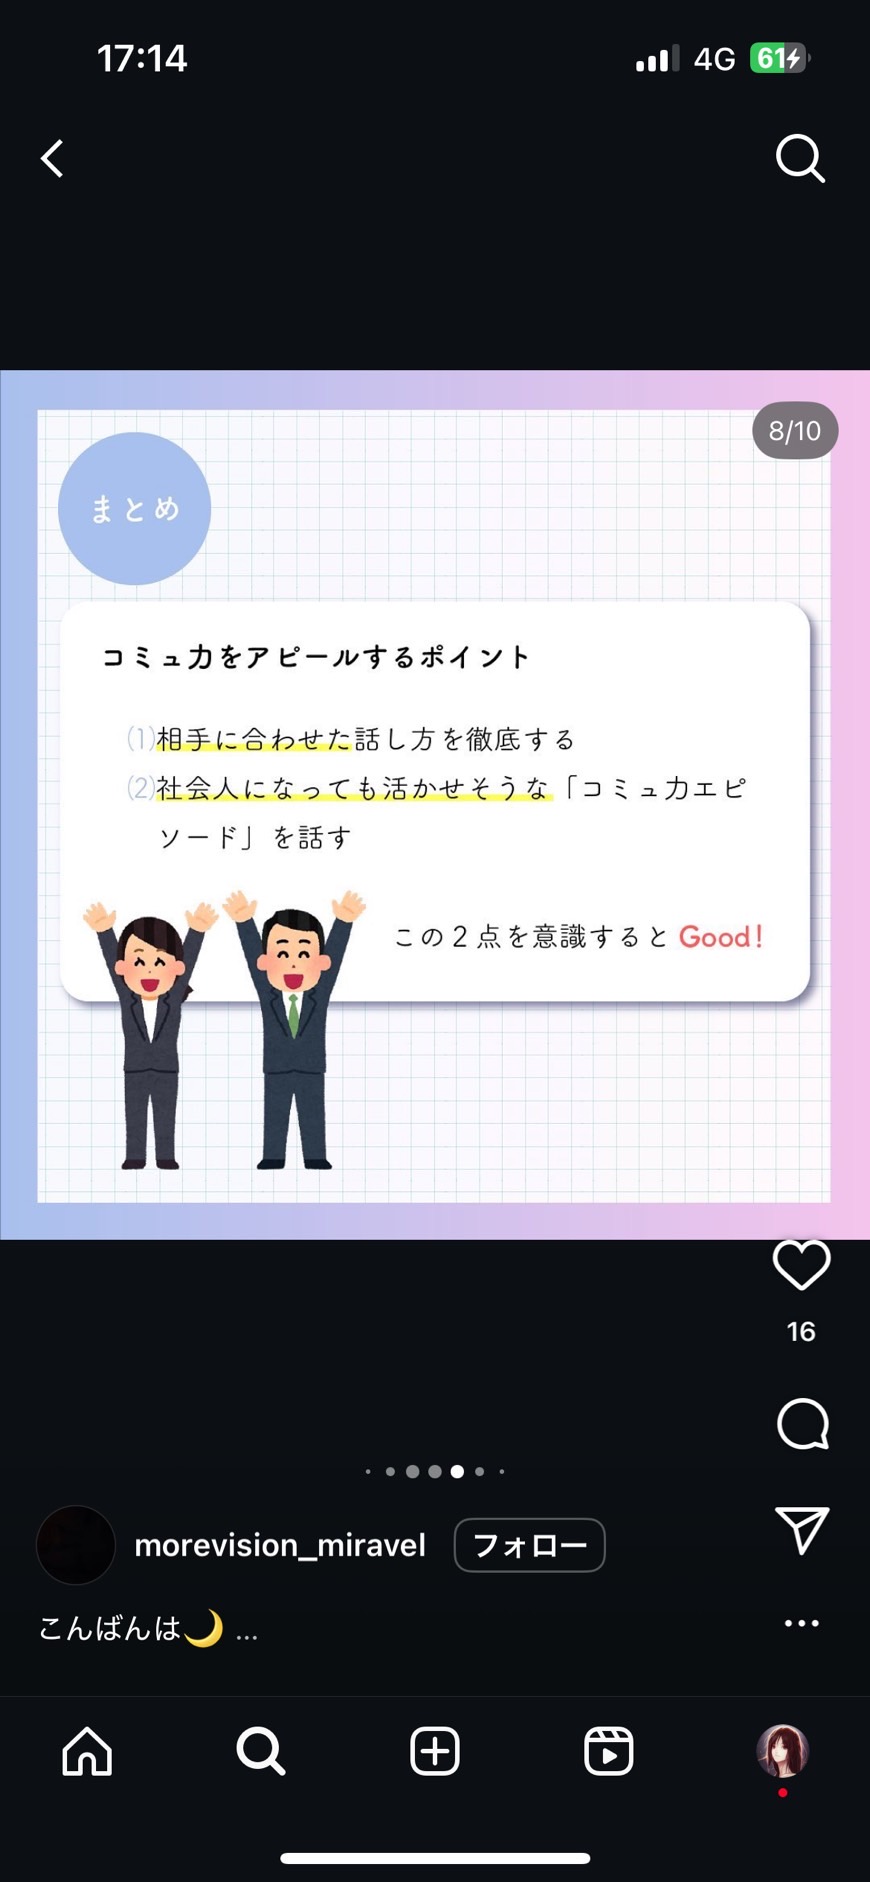 17:14
4G
61
8/10
まとめ
コミュ力をアピールするポイント
(1)相手に合わせた話し方を徹底する
(2)社会人になっても活かせそうな「コミュ力エピ
ソード」を話す
この2点を意識するとGood!
16
morevision_miravel
フォロー
こんばんは🌙 ...